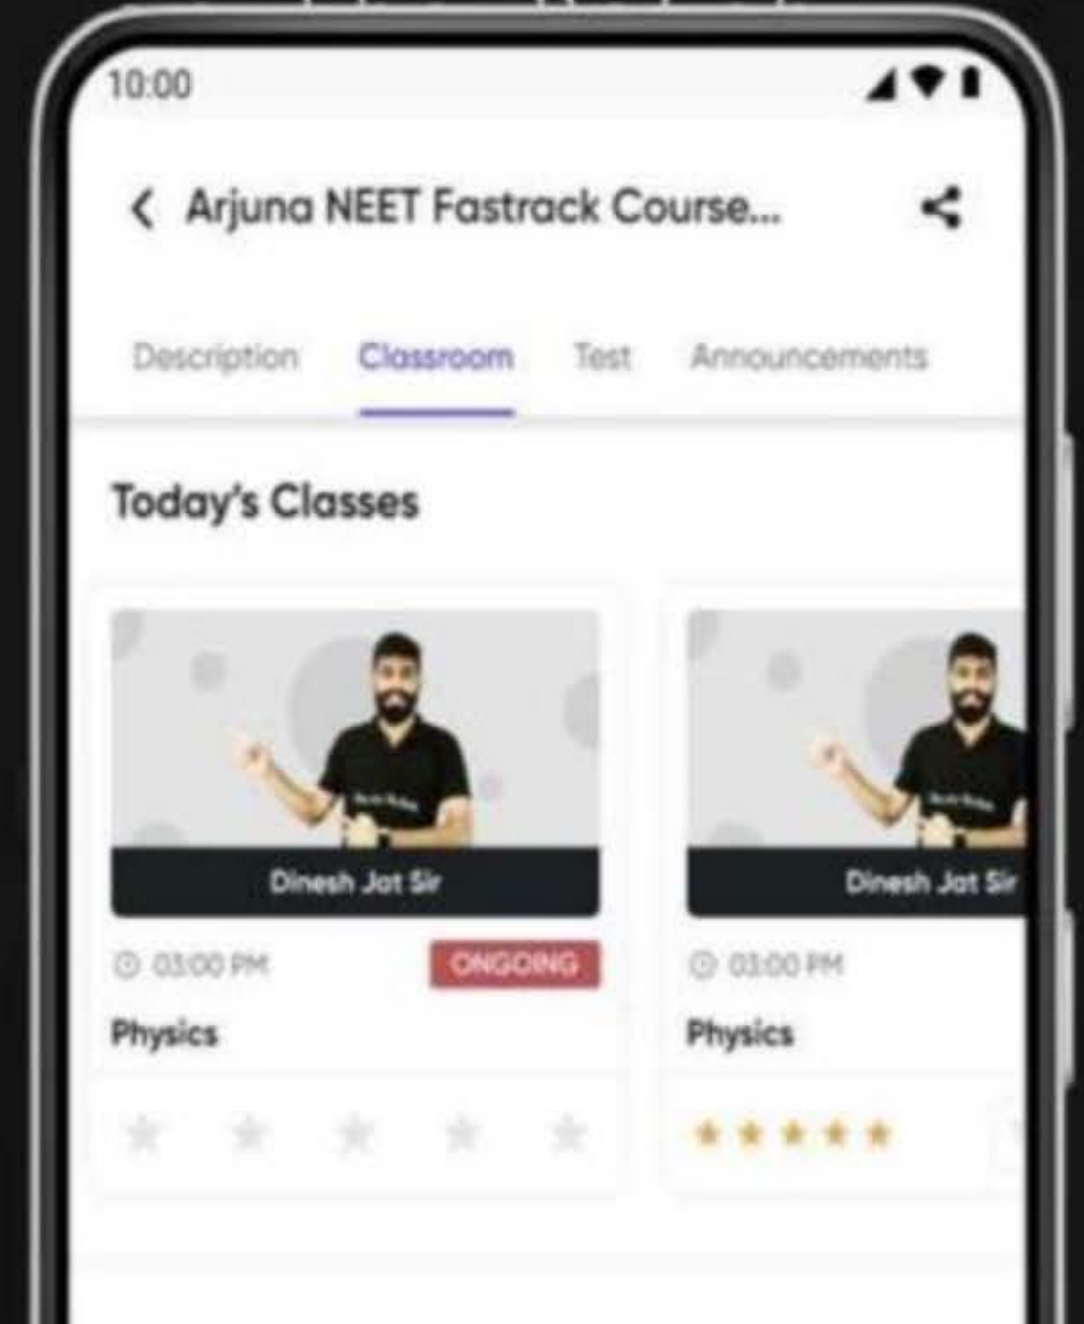 10:00
Arjuna NEET Fastrack Course...
Description Classroom Test Announcements
Today's Classes
Dinesh Jat Sir
Dinesh Jat Sir
03:00 PM ONGOING
03:00 PM
Physics
Physics